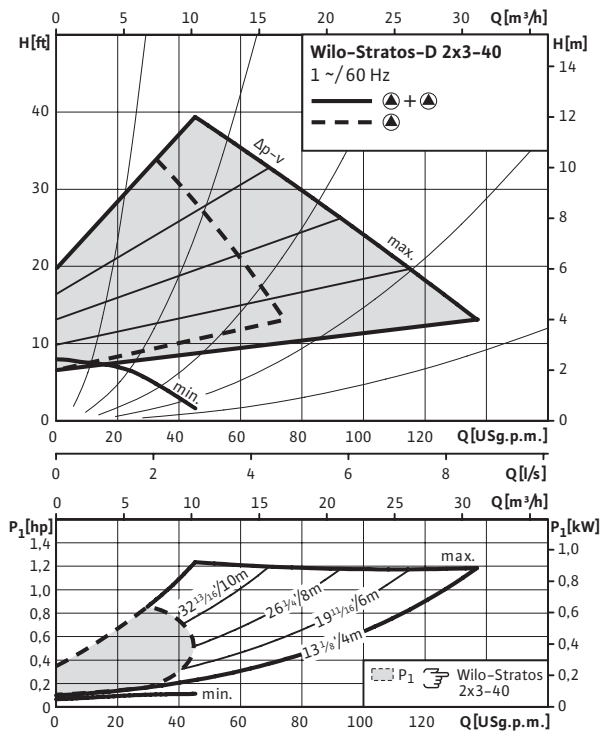 0 5 10 15 20 25 30 Q[m³/h]
H[ft] H[m]
Wilo-Stratos-D 2x3-40
1 ~/60 Hz
+
14
12
10
8
6
4
2
0
40
30
20
10
0
Δp-v
max.
min.
0 20 40 60 80 100 120 Q[USg.p.m.]
0 2 4 6 8 Q[l/s]
0 5 10 15 20 25 30 Q[m³/h]
P₁[hp] P₁[kW]
1,4
1,2
1,0
0,8
0,6
0,4
0,2
0
1,0
0,8
0,6
0,4
0,2
0
max.
32 13/16'/10m
26 1/4'/8m
19 11/16'/6m
13 1/8'/4m
min.
P₁ Wilo-Stratos
2x3-40
0 20 40 60 80 100 120 Q[USg.p.m.]